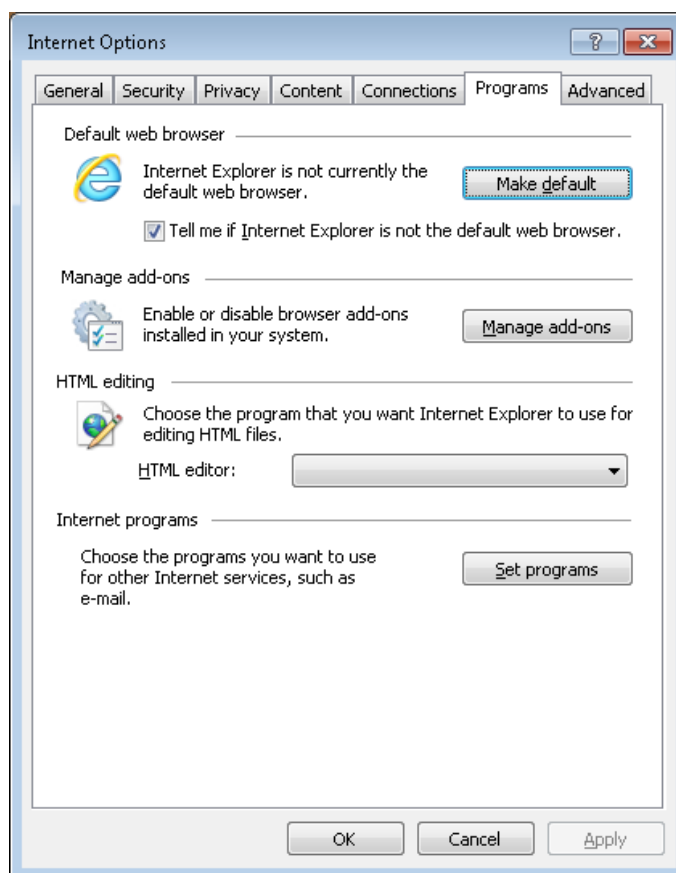 Internet Options
General Security Privacy Content Connections Programs Advanced
Default web browser
Internet Explorer is not currently the
default web browser.
Make default
Tell me if Internet Explorer is not the default web browser.
Manage add-ons
Enable or disable browser add-ons
installed in your system.
Manage add-ons
HTML editing
Choose the program that you want Internet Explorer to use for
editing HTML files.
HTML editor:
Internet programs
Choose the programs you want to use
for other Internet services, such as
e-mail.
Set programs
OK Cancel Apply